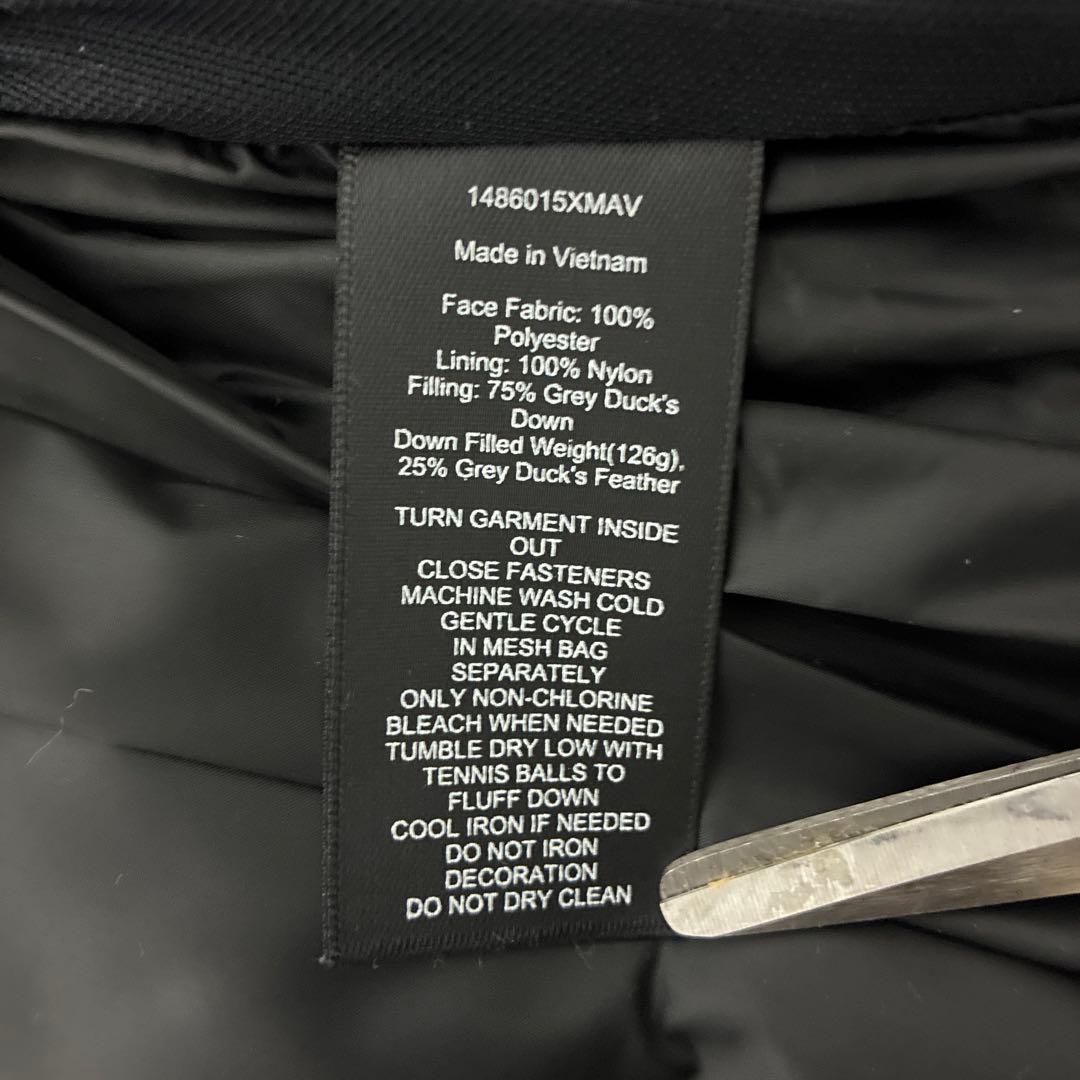 1486015XMAV
Made in Vietnam
Face Fabric: 100%
Polyester
Lining: 100% Nylon
Filling: 75% Grey Duck's
Down
Down Filled Weight(126g),
25% Grey Duck's Feather
TURN GARMENT INSIDE
OUT
CLOSE FASTENERS
MACHINE WASH COLD
GENTLE CYCLE
IN MESH BAG
SEPARATELY
ONLY NON-CHLORINE
BLEACH WHEN NEEDED
TUMBLE DRY LOW WITH
TENNIS BALLS TO
FLUFF DOWN
COOL IRON IF NEEDED
DO NOT IRON
DECORATION
DO NOT DRY CLEAN